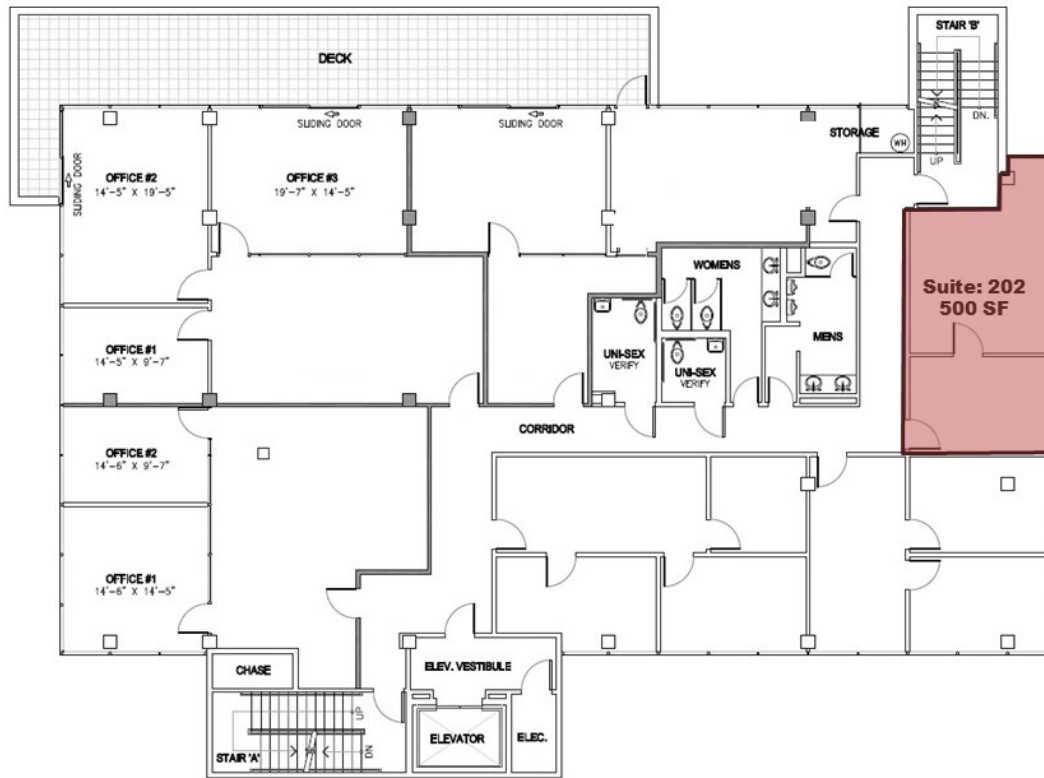 STAIR 'B'
DECK
DN.
SLIDING DOOR
SLIDING DOOR
STORAGE
WH
UP
OFFICE #2
14'-5" X 19'-5"
OFFICE #3
19'-7" X 14'-5"
SLIDING DOOR
WOMENS
Suite: 202
500 SF
MENS
OFFICE #1
14'-5" X 9'-7"
UNI-SEX
VERIFY
UNI-SEX
VERIFY
CORRIDOR
OFFICE #2
14'-6" X 9'-7"
OFFICE #1
14'-6" X 14'-5"
CHASE
ELEV. VESTIBULE
UP
ELEVATOR
ELEC.
STAIR 'A'
DN